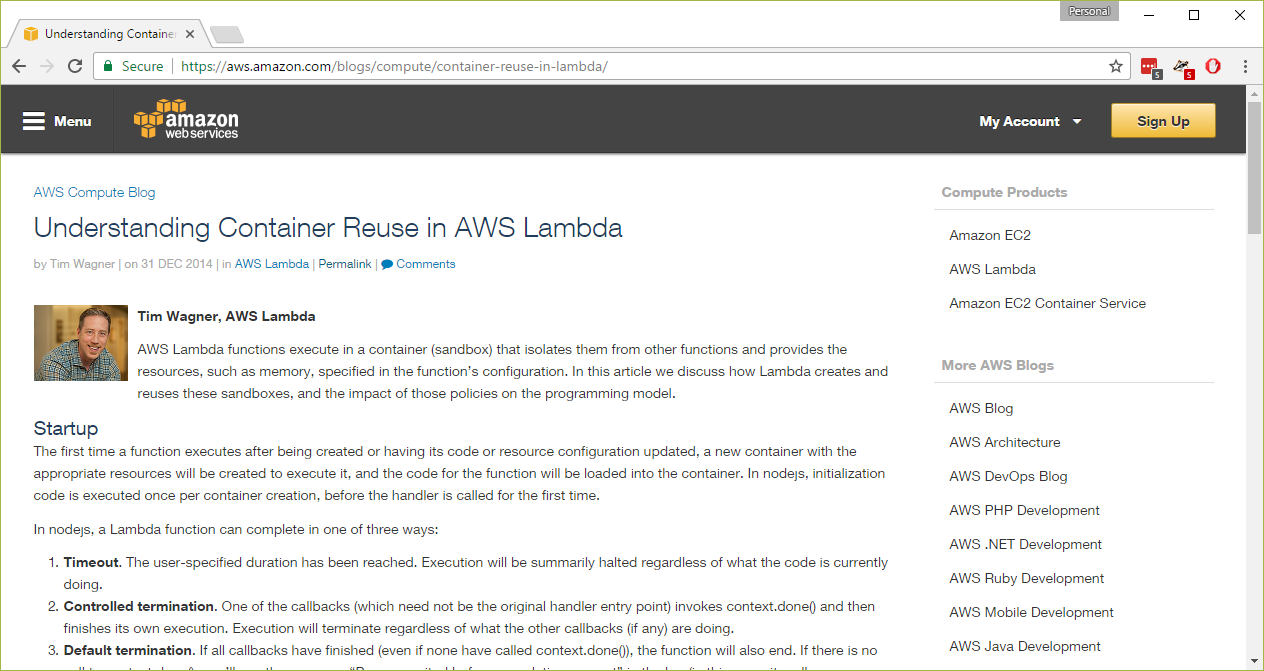 Personal
Understanding Containe
Secure
https://aws.amazon.com/blogs/compute/container-reuse-in-lambda/
5
5
Menu
amazon
web services
My Account
Sign Up
AWS Compute Blog
Understanding Container Reuse in AWS Lambda
by Tim Wagner | on 31 DEC 2014 | in AWS Lambda | Permalink | Comments
Tim Wagner, AWS Lambda
AWS Lambda functions execute in a container (sandbox) that isolates them from other functions and provides the
resources, such as memory, specified in the function’s configuration. In this article we discuss how Lambda creates and
reuses these sandboxes, and the impact of those policies on the programming model.
Startup
The first time a function executes after being created or having its code or resource configuration updated, a new container with the
appropriate resources will be created to execute it, and the code for the function will be loaded into the container. In nodejs, initialization
code is executed once per container creation, before the handler is called for the first time.
In nodejs, a Lambda function can complete in one of three ways:
1. Timeout. The user-specified duration has been reached. Execution will be summarily halted regardless of what the code is currently
doing.
2. Controlled termination. One of the callbacks (which need not be the original handler entry point) invokes context.done() and then
finishes its own execution. Execution will terminate regardless of what the other callbacks (if any) are doing.
3. Default termination. If all callbacks have finished (even if none have called context.done()), the function will also end. If there is no
Compute Products
Amazon EC2
AWS Lambda
Amazon EC2 Container Service
More AWS Blogs
AWS Blog
AWS Architecture
AWS DevOps Blog
AWS PHP Development
AWS .NET Development
AWS Ruby Development
AWS Mobile Development
AWS Java Development